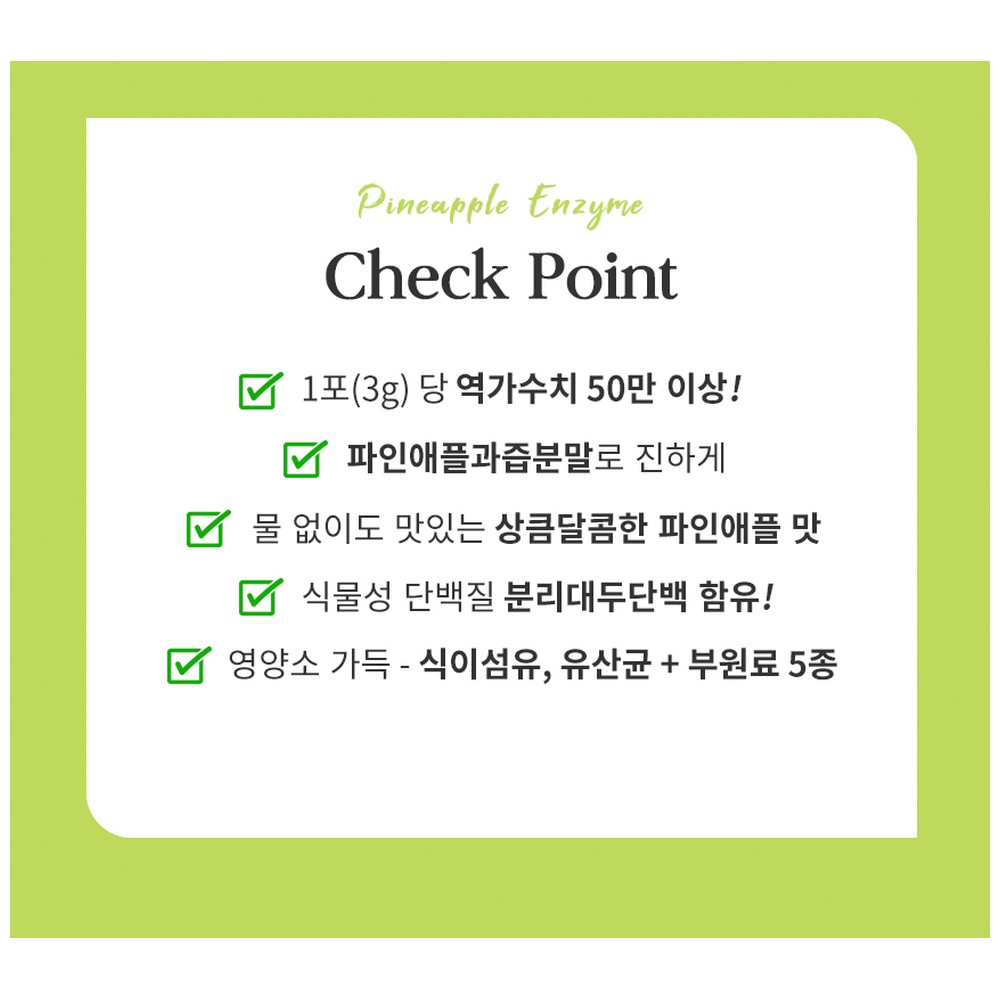 Pineapple Enzyme
Check Point
1포(3g) 당 역가수치 50만 이상!
파인애플과즙분말로 진하게
물 없이도 맛있는 상큼달콤한 파인애플 맛
식물성 단백질 분리대두단백 함유!
영양소 가득 - 식이섬유, 유산균 + 부원료 5종